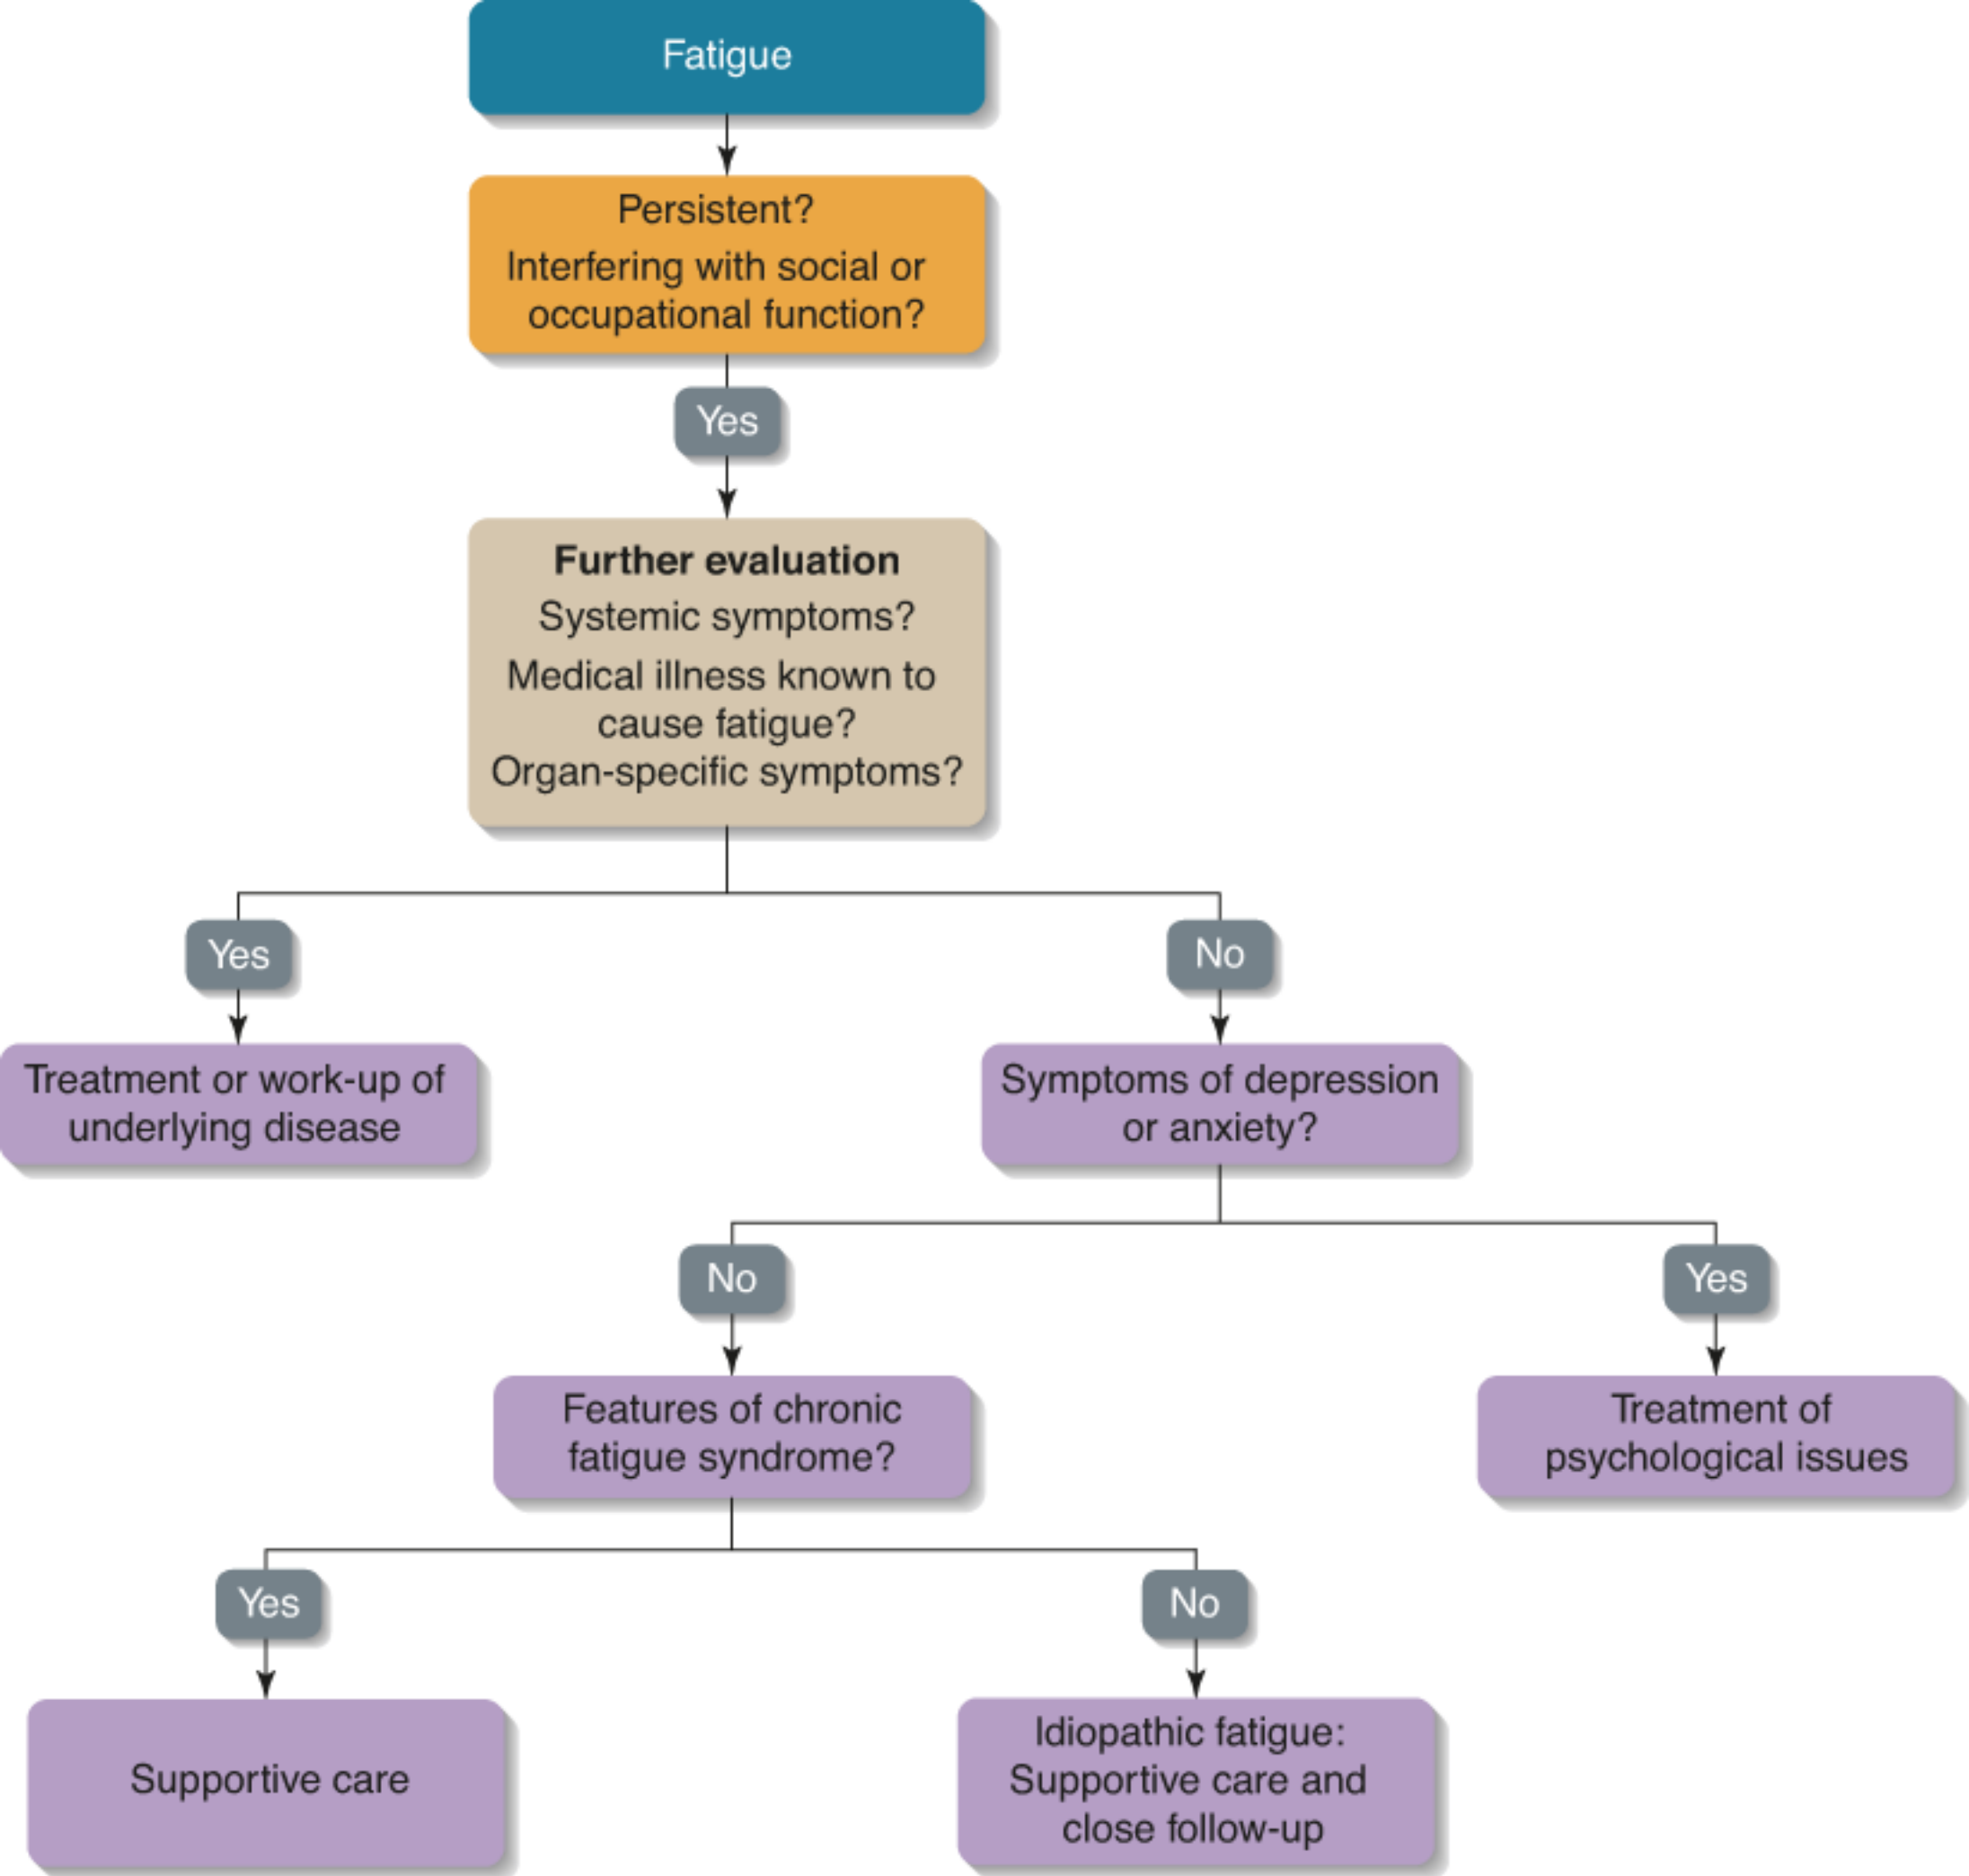 Fatigue
Persistent?
Interfering with social or
occupational function?
Yes
Further evaluation
Systemic symptoms?
Medical illness known to
cause fatigue?
Organ-specific symptoms?
Yes
No
Treatment or work-up of
underlying disease
Symptoms of depression
or anxiety?
No
Yes
Features of chronic
fatigue syndrome?
Treatment of
psychological issues
Yes
No
Supportive care
Idiopathic fatigue:
Supportive care and
close follow-up